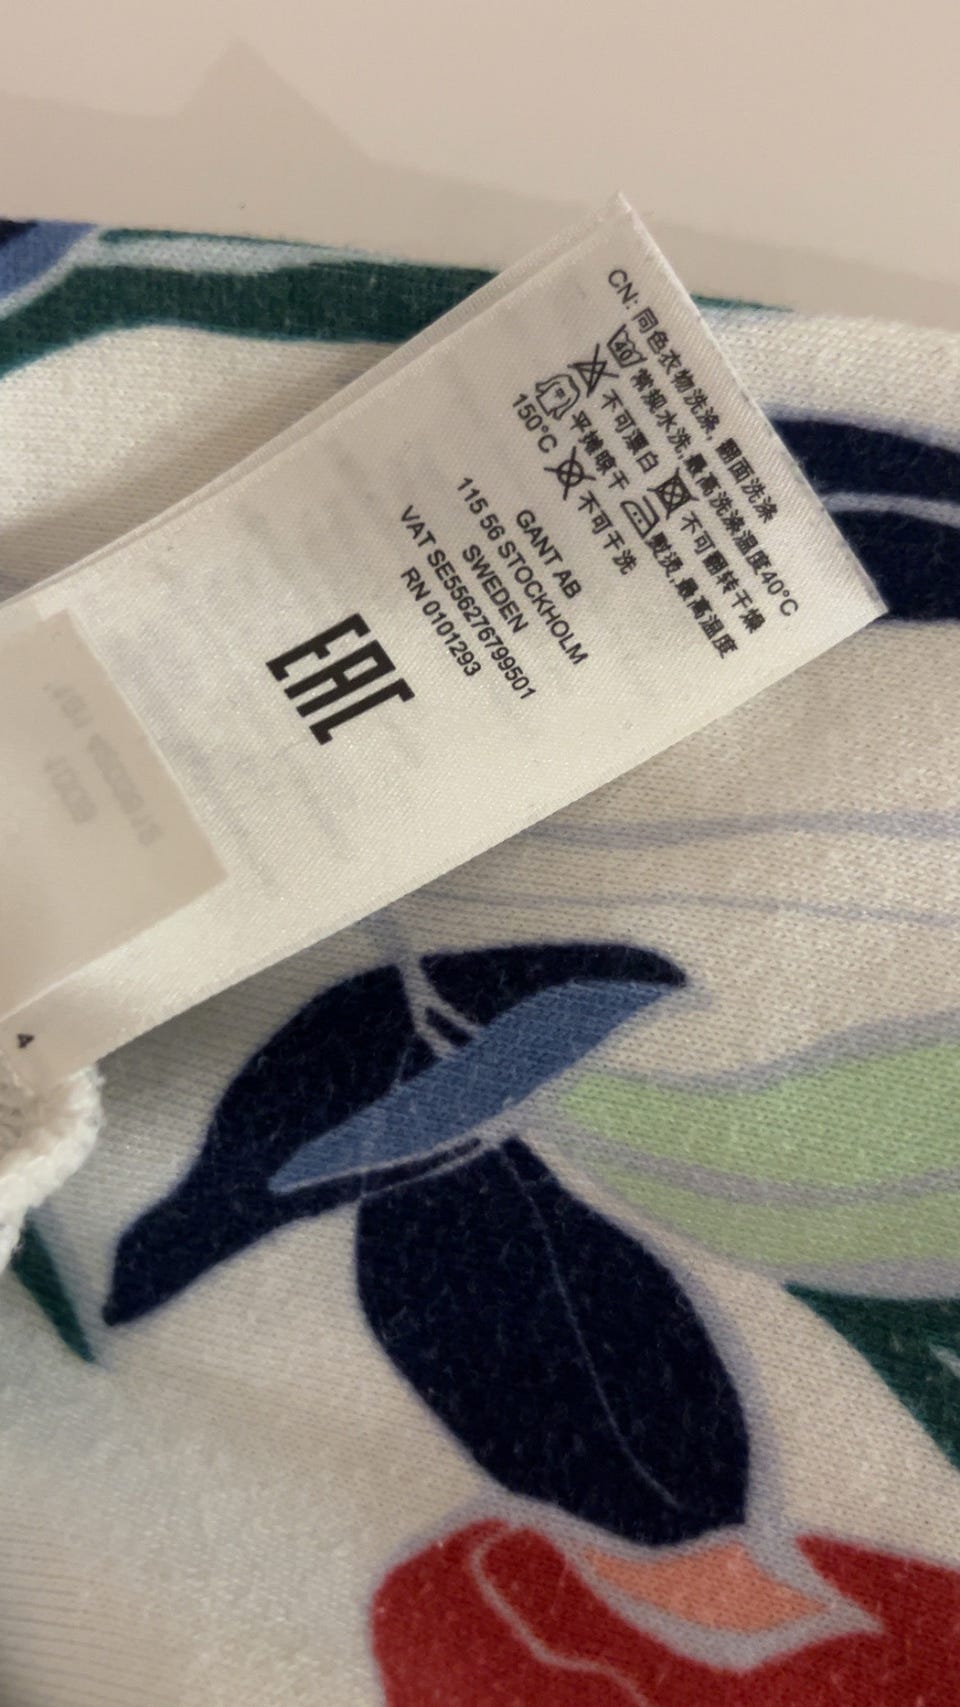 CN: 同色衣物洗涤, 翻面洗涤
40 常规水洗,最高洗涤温度40°C
不可漂白 不可翻转干燥
平摊晾干 熨烫,最高温度
150°C 不可干洗
GANT AB
115 56 STOCKHOLM
SWEDEN
VAT SE556276799501
RN 0101293
EAC
4